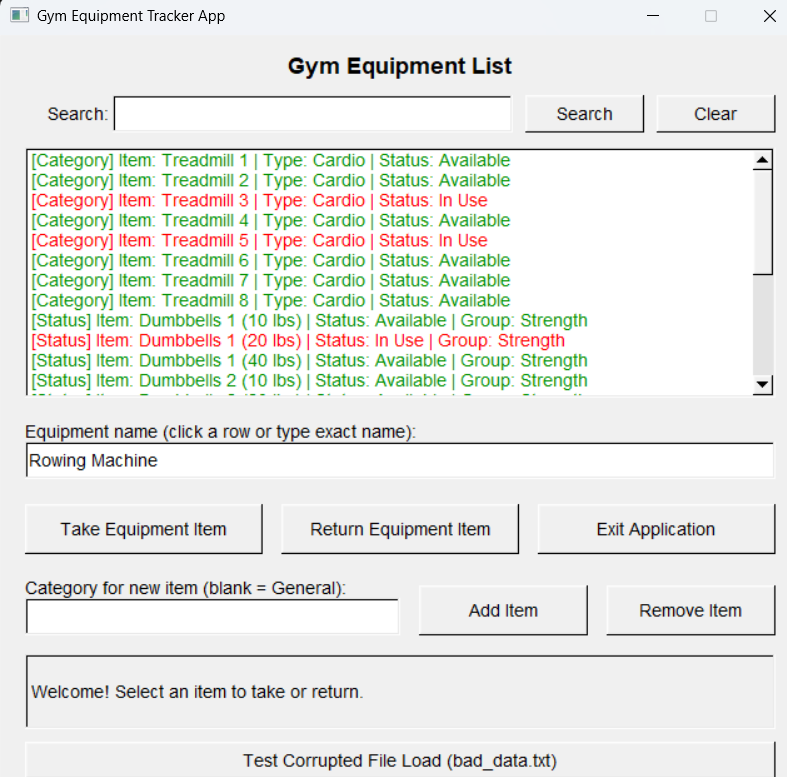 Gym Equipment Tracker App
Gym Equipment List
Search:
Search
Clear
[Category] Item: Treadmill 1 | Type: Cardio | Status: Available
[Category] Item: Treadmill 2 | Type: Cardio | Status: Available
[Category] Item: Treadmill 3 | Type: Cardio | Status: In Use
[Category] Item: Treadmill 4 | Type: Cardio | Status: Available
[Category] Item: Treadmill 5 | Type: Cardio | Status: In Use
[Category] Item: Treadmill 6 | Type: Cardio | Status: Available
[Category] Item: Treadmill 7 | Type: Cardio | Status: Available
[Category] Item: Treadmill 8 | Type: Cardio | Status: Available
[Status] Item: Dumbbells 1 (10 lbs) | Status: Available | Group: Strength
[Status] Item: Dumbbells 1 (20 lbs) | Status: In Use | Group: Strength
[Status] Item: Dumbbells 1 (40 lbs) | Status: Available | Group: Strength
[Status] Item: Dumbbells 2 (10 lbs) | Status: Available | Group: Strength
Equipment name (click a row or type exact name):
Rowing Machine
Take Equipment Item
Return Equipment Item
Exit Application
Category for new item (blank = General):
Add Item
Remove Item
Welcome! Select an item to take or return.
Test Corrupted File Load (bad_data.txt)